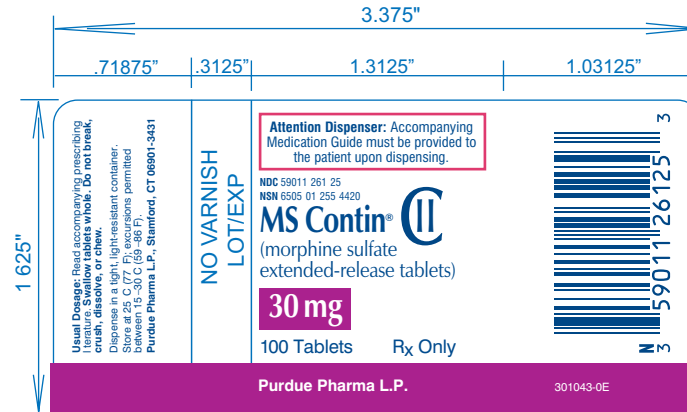 3.375"
.71875”
.3125”
1.3125”
1.03125”
1 625"
Usual Dosage: Read accompanying prescribing
l terature. Swallow tablets whole. Do not break,
crush, dissolve, or chew.
Dispense in a tight, light-resistant container.
Store at 25 C (77 F); excursions permitted
between 15 -30 C (59 -86 F).
Purdue Pharma L.P., Stamford, CT 06901-3431
NO VARNISH
LOT/EXP
Attention Dispenser: Accompanying
Medication Guide must be provided to
the patient upon dispensing.
NDC 59011 261 25
NSN 6505 01 255 4420
MS Contin® CII
(morphine sulfate
extended-release tablets)
30 mg
100 Tablets Rx Only
Purdue Pharma L.P. 301043-0E
N 3 59011 26125 3